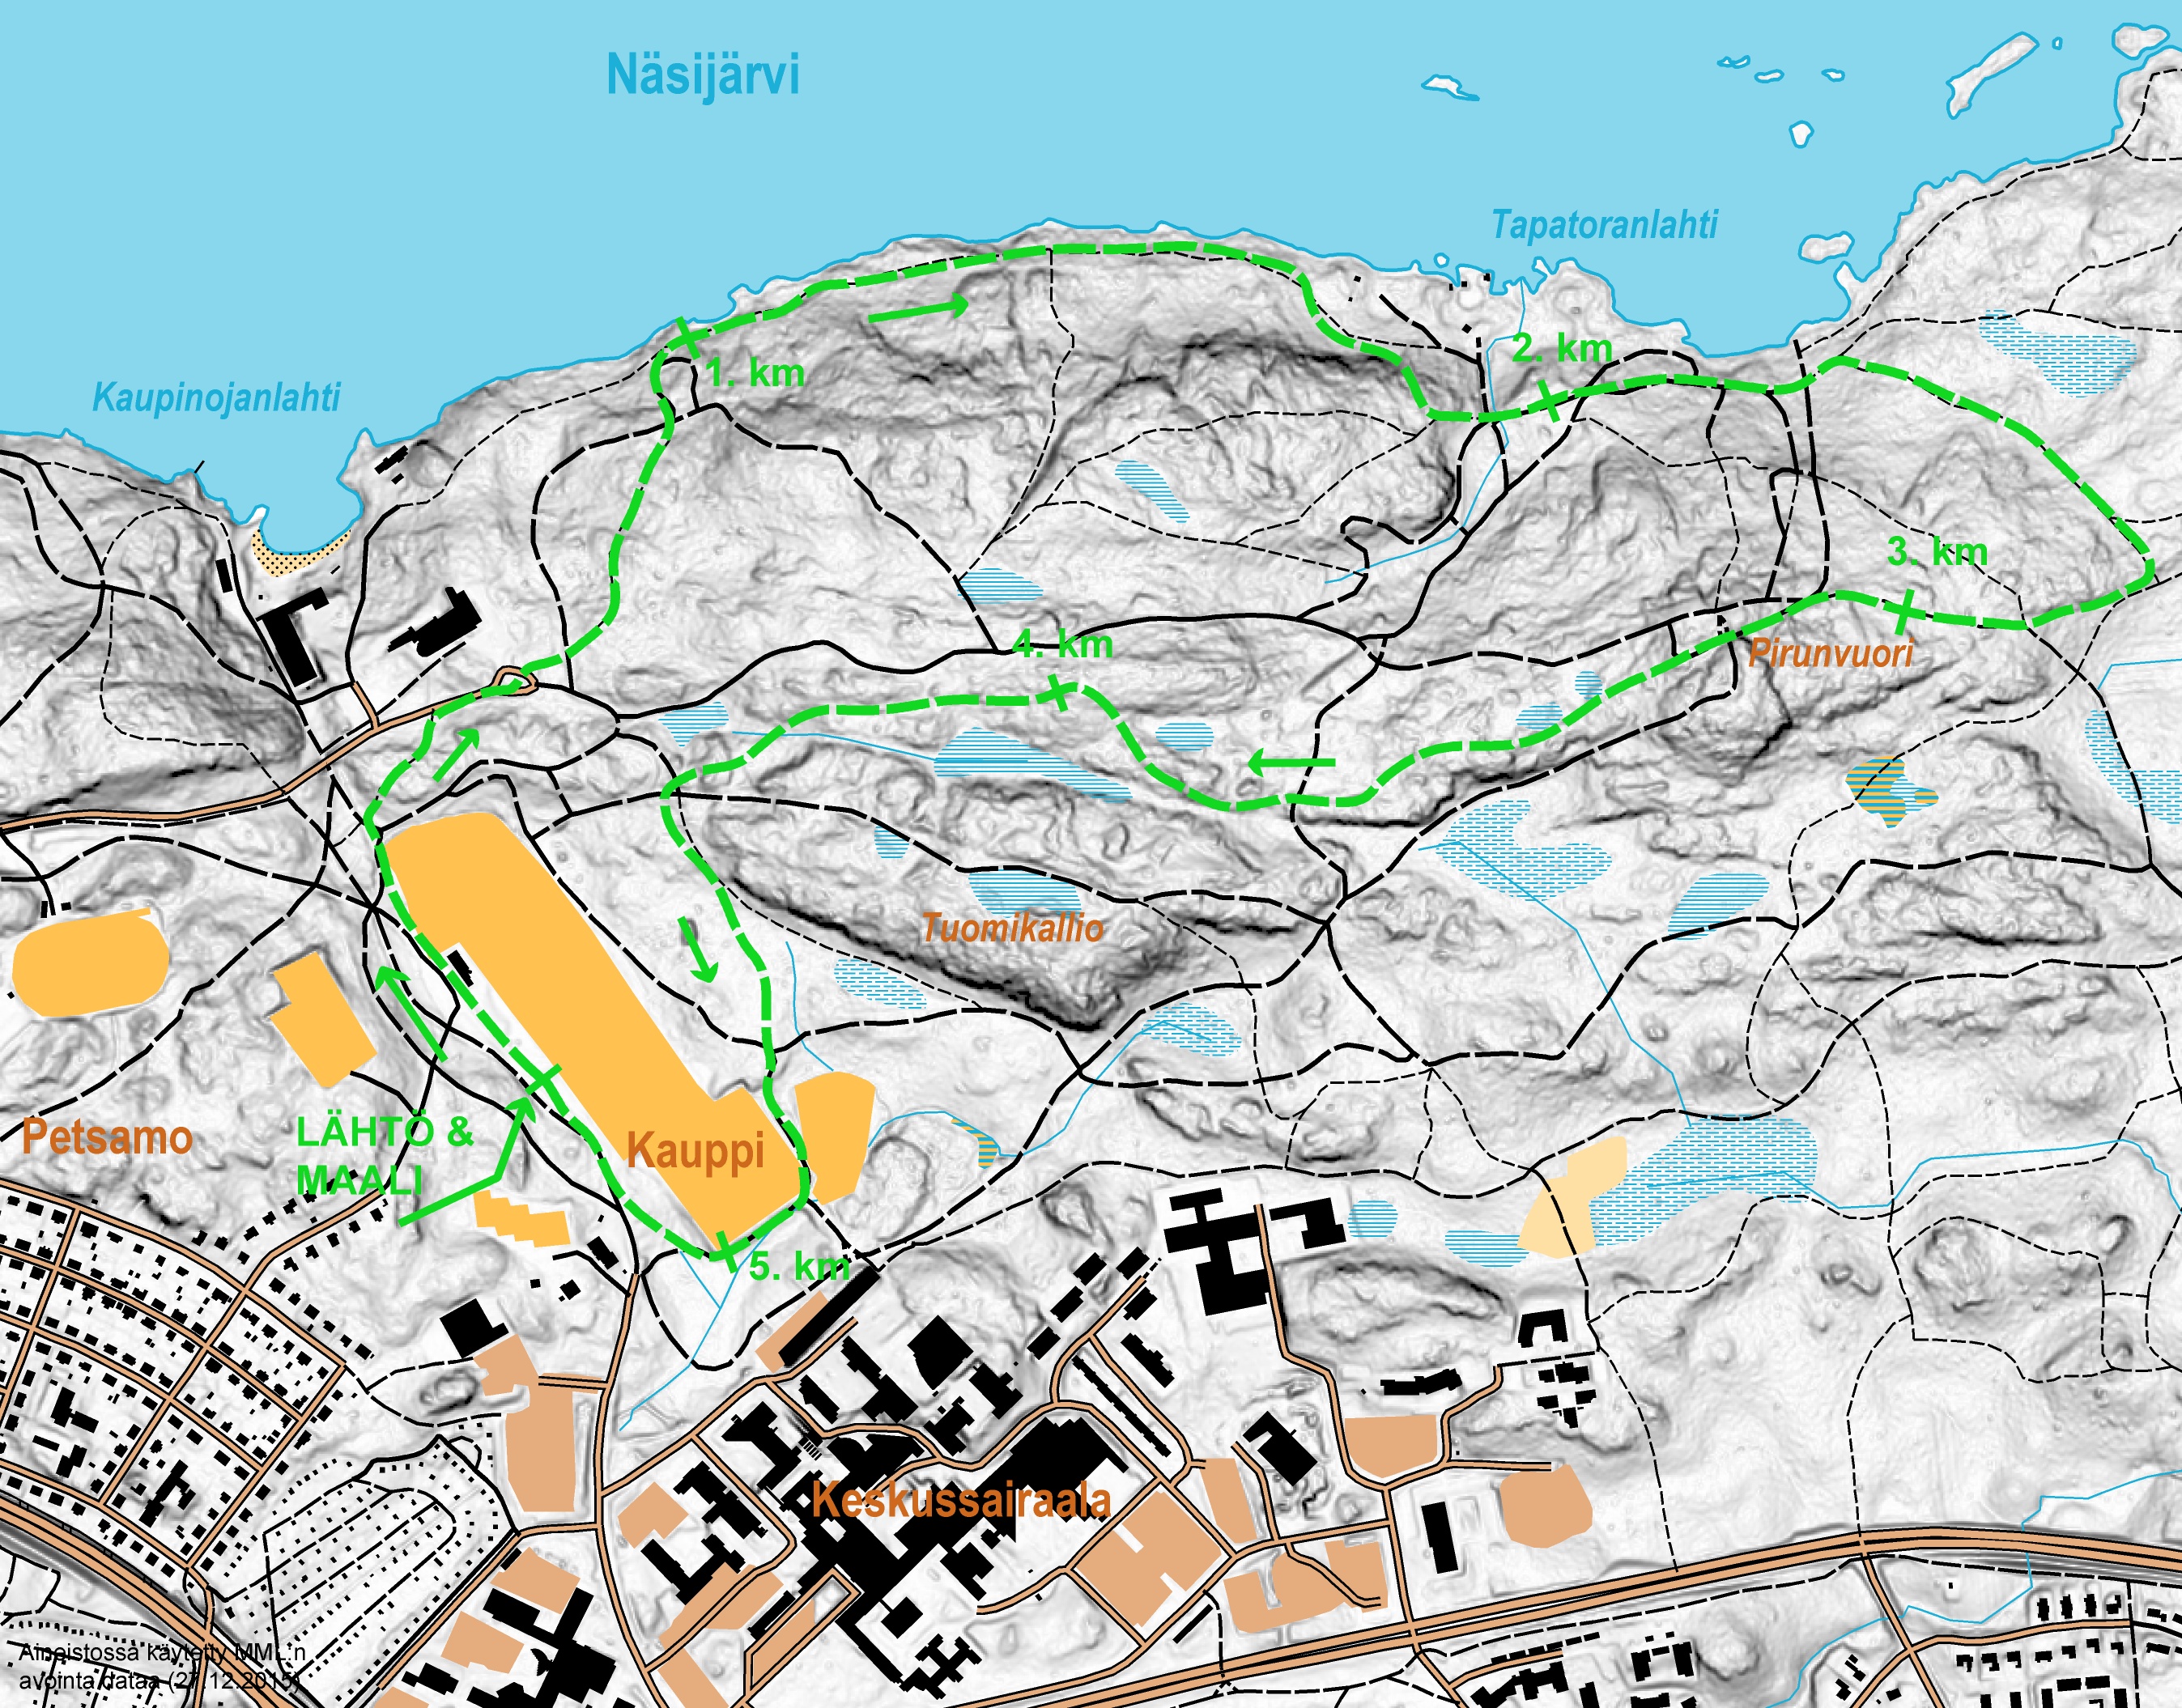 Näsijärvi
Tapatoranlahti
2. km
1. km
Kaupinojanlahti
3. km
4. km
Pirunvuori
Tuomikallio
Petsamo
LÄHTÖ &
MAALI
Kauppi
5. km
Keskussairaala
Aineistossa käytetty MML:n
avointa dataa (27.12.2015)